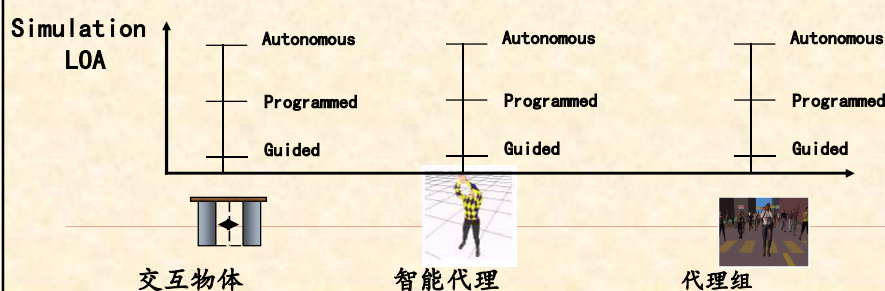 Simulation
LOA
Autonomous
Autonomous
Autonomous
Programmed
Programmed
Programmed
Guided
Guided
Guided
交互物体
智能代理
代理组